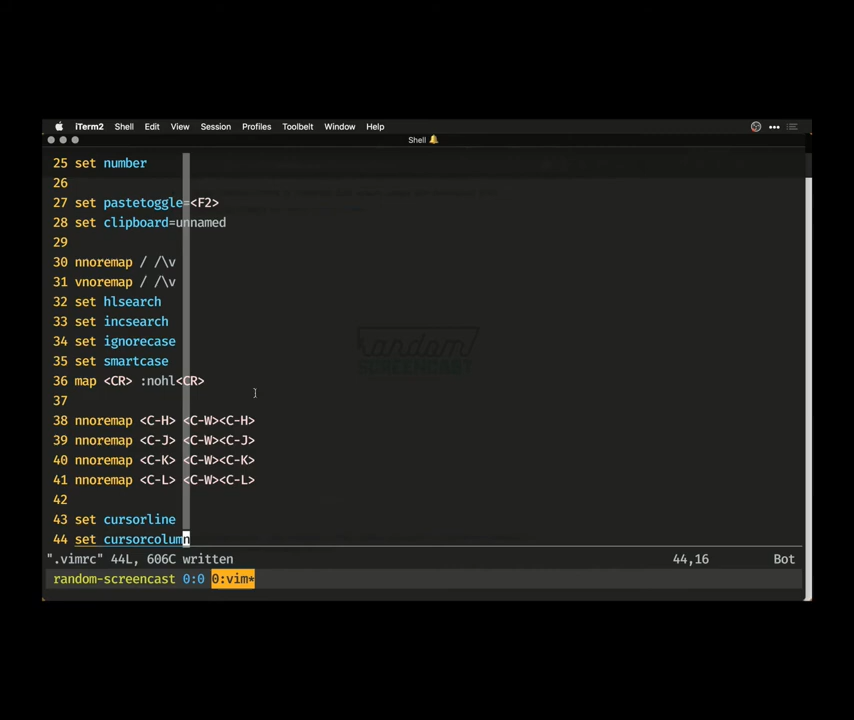 iTerm2 Shell Edit View Session Profiles Toolbelt Window Help
Shell
25 set number
26
27 set pastetoggle=<F2>
28 set clipboard=unnamed
29
30 nnoremap / /\v
31 vnoremap / /\v
32 set hlsearch
33 set incsearch
34 set ignorecase
35 set smartcase
36 map <CR> :nohl<CR>
37
38 nnoremap <C-H> <C-W><C-H>
39 nnoremap <C-J> <C-W><C-J>
40 nnoremap <C-K> <C-W><C-K>
41 nnoremap <C-L> <C-W><C-L>
42
43 set cursorline
44 set cursorcolumn
".vimrc" 44L, 606C written 44,16 Bot
random-screencast 0:0 0:vim*
random
SCREENCAST